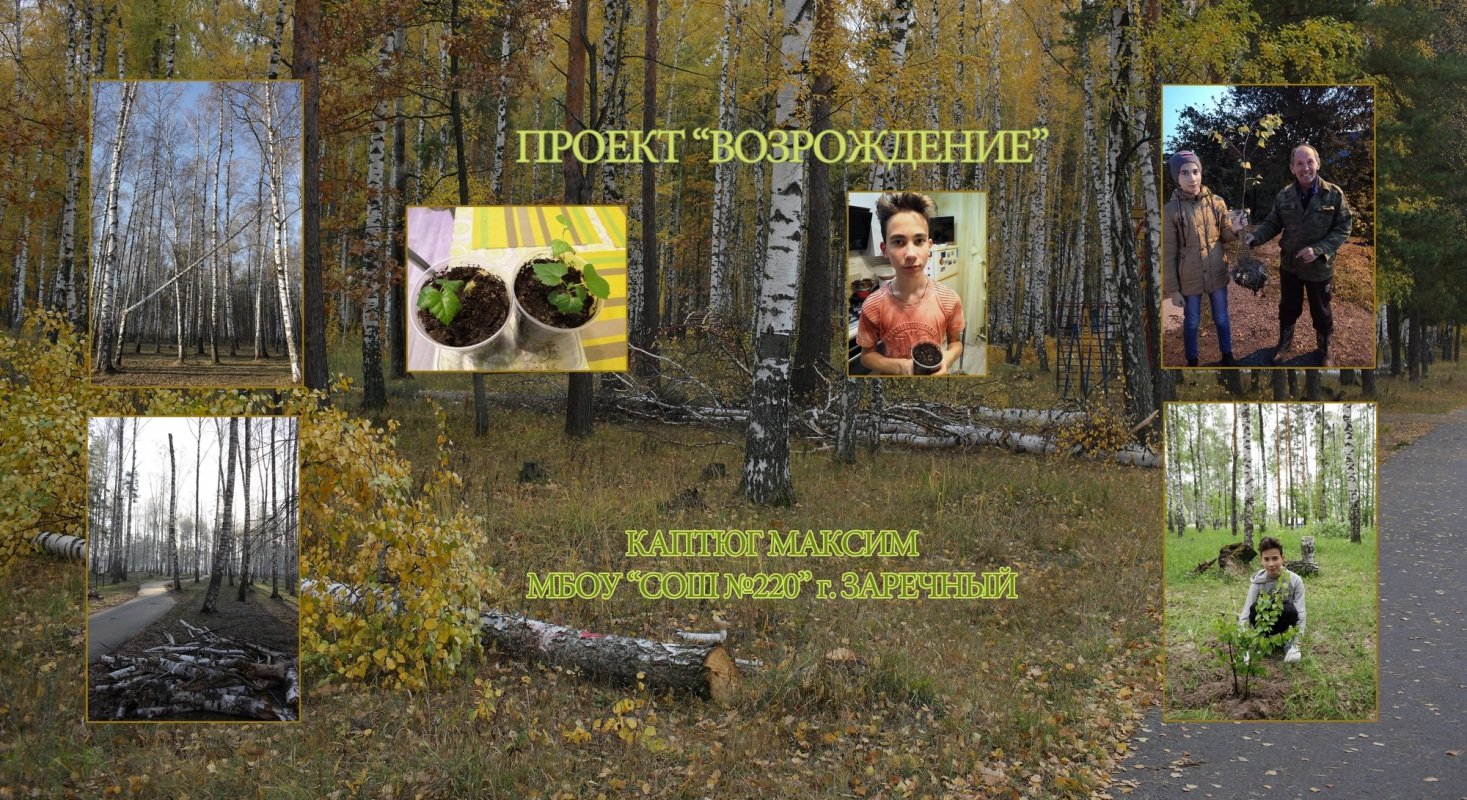 ПРОЕКТ “ВОЗРОЖДЕНИЕ”
КАПТЮГ МАКСИМ
МБОУ “СОШ №220” г. ЗАРЕЧНЫЙ